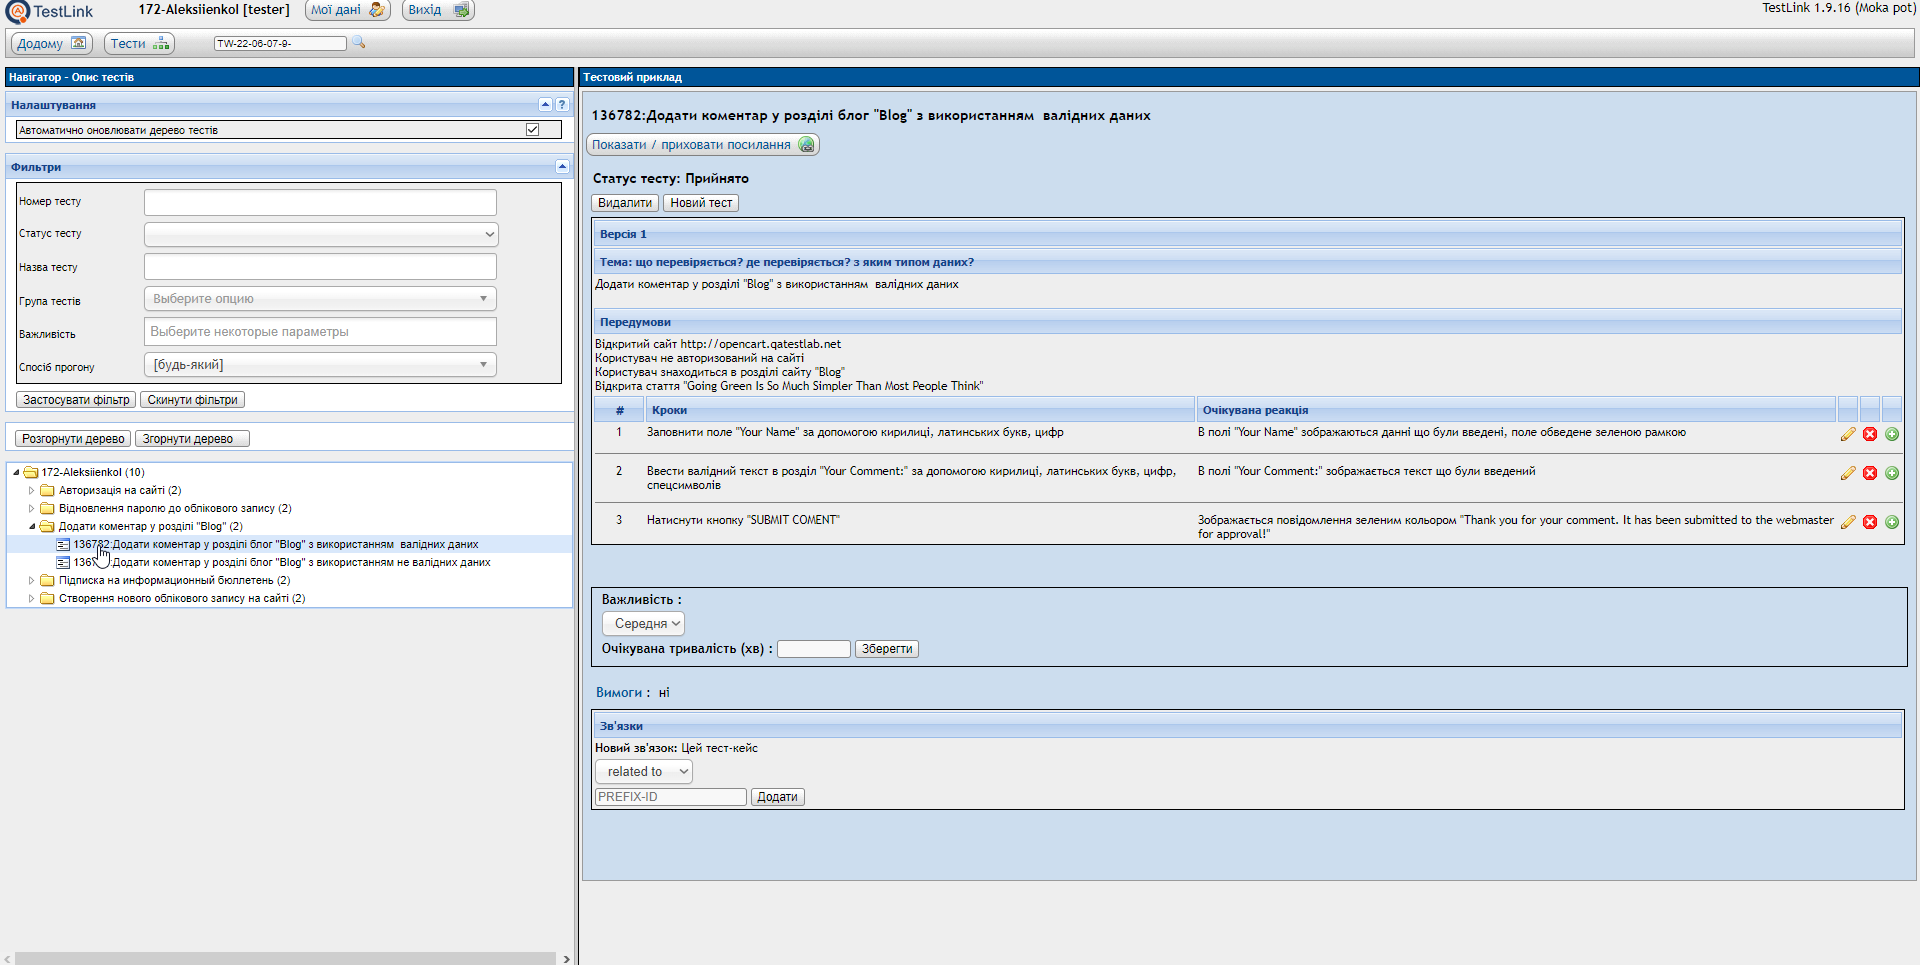 TestLink
172-Aleksiienkol [tester]
Мої дані
Вихід
TestLink 1.9.16 (Moka pot)
Додому
Тести
TW-22-06-07-9-
Навігатор - Опис тестів
Налаштування
Автоматично оновлювати дерево тестів
Фильтри
Номер тесту
Статус тесту
Назва тесту
Група тестів
Выберите опцию
Важливість
Выберите некоторые параметры
Спосіб прогону
[будь-який]
Застосувати фільтр
Скинути фільтри
Розгорнути дерево
Згорнути дерево
172-Aleksiienkol (10)
Авторизація на сайті (2)
Відновлення паролю до облікового запису (2)
Додати коментар у розділі "Blog" (2)
136782:Додати коментар у розділі блог "Blog" з використанням валідних даних
Додати коментар у розділі блог "Blog" з використанням не валідних даних
Підписка на информационный бюллетень (2)
Створення нового облікового запису на сайті (2)
Тестовий приклад
136782:Додати коментар у розділі блог "Blog" з використанням валідних даних
Показати / приховати посилання
Статус тесту: Прийнято
Видалити
Новий тест
Версія 1
Тема: що перевіряється? де перевіряється? з яким типом даних?
Додати коментар у розділі "Blog" з використанням валідних даних
Передумови
Відкритий сайт http://opencart.qatestlab.net
Користувач не авторизований на сайті
Користувач знаходиться в розділі сайту "Blog"
Відкрита стаття "Going Green Is So Much Simpler Than Most People Think"
# Кроки Очікувана реакція
1 Заповнити поле "Your Name" за допомогою кирилиці, латинських букв, цифр
В полі "Your Name" зображаються данні що були введені, поле обведене зеленою рамкою
2 Ввести валідний текст в розділ "Your Comment:" за допомогою кирилиці, латинських букв, цифр,
спецсимволів
В полі "Your Comment:" зображається текст що були введений
3 Натиснути кнопку "SUBMIT COMENT"
Зображається повідомлення зеленим кольором "Thank you for your comment. It has been submitted to the webmaster
for approval!"
Важливість :
Середня
Очікувана тривалість (хв) :
Зберегти
Вимоги : ні
Зв'язки
Новий зв'язок: Цей тест-кейс
related to
PREFIX-ID
Додати